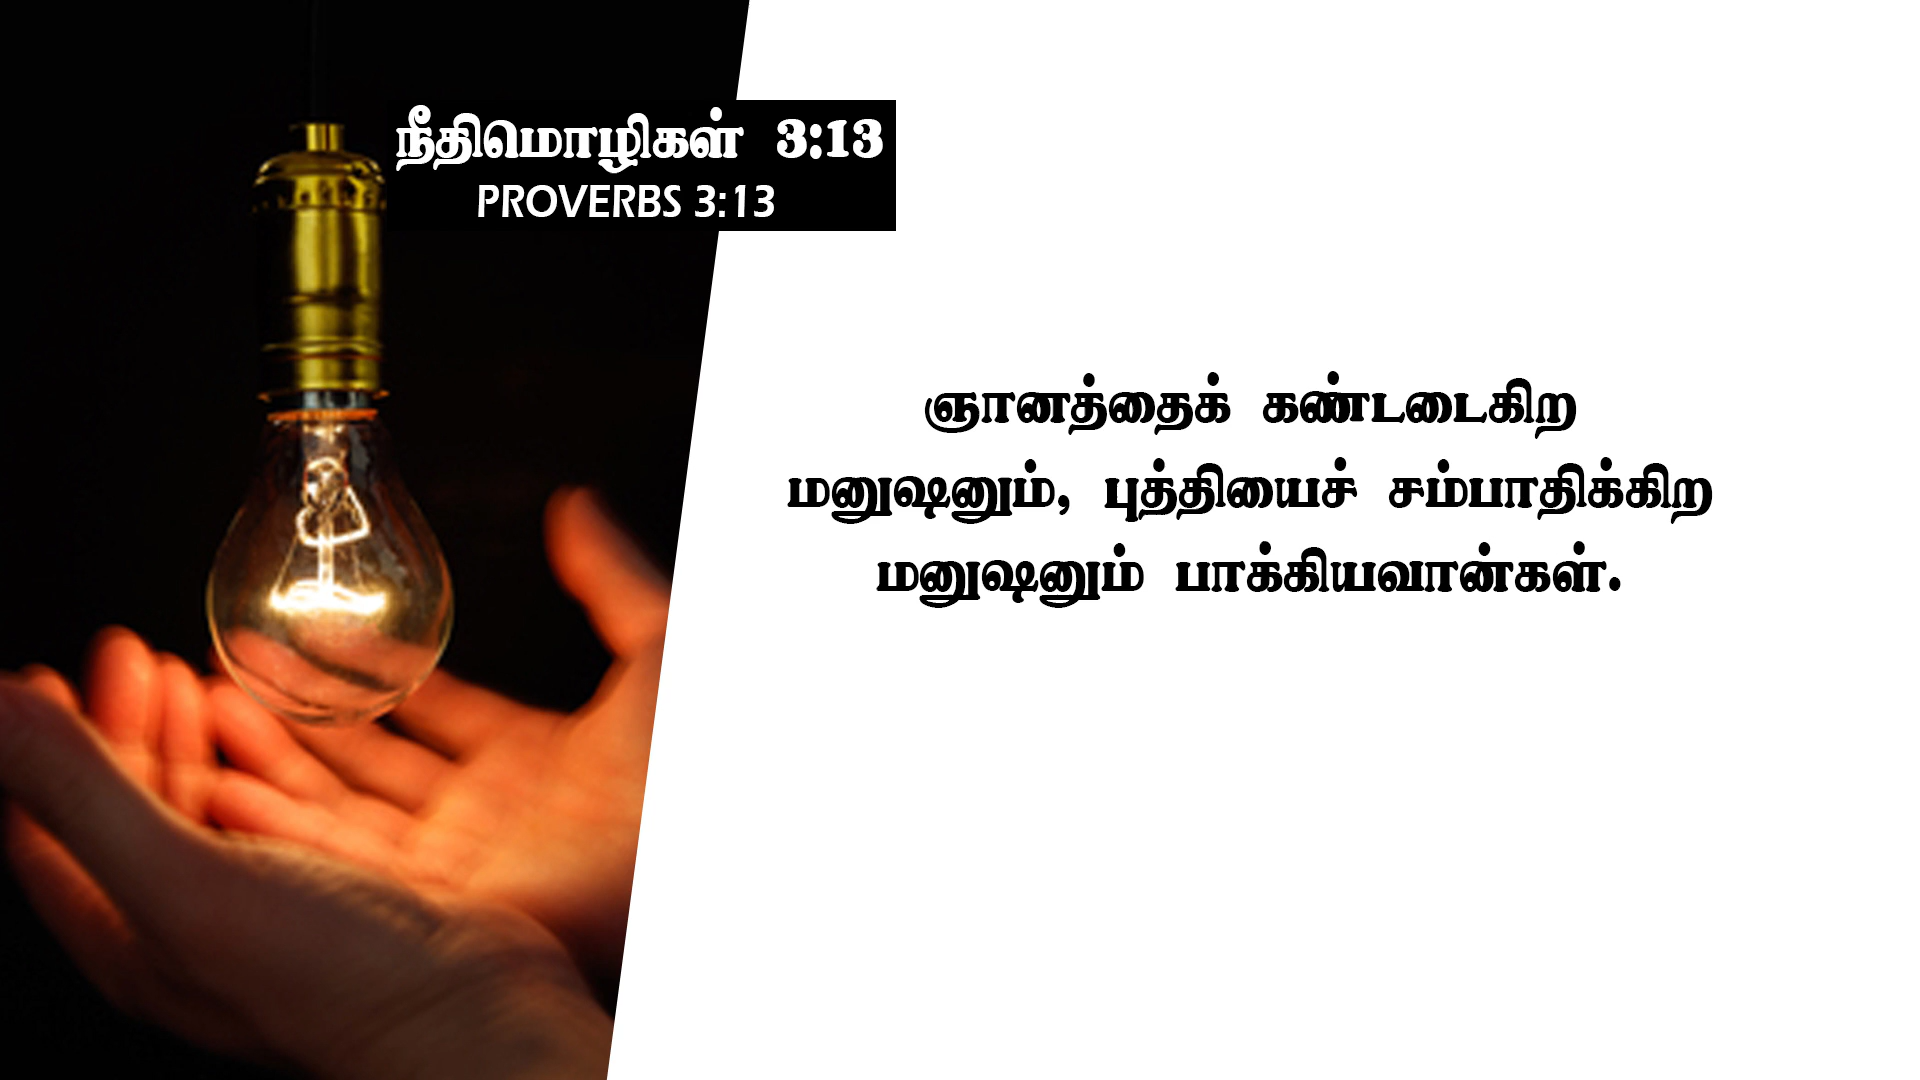 நீதிமொழிகள் 3:13
PROVERBS 3:13
ஞானத்தைக் கண்டடைகிற
மனுஷனும், புத்தியைச் சம்பாதிக்கிற
மனுஷனும் பாக்கியவான்கள்.